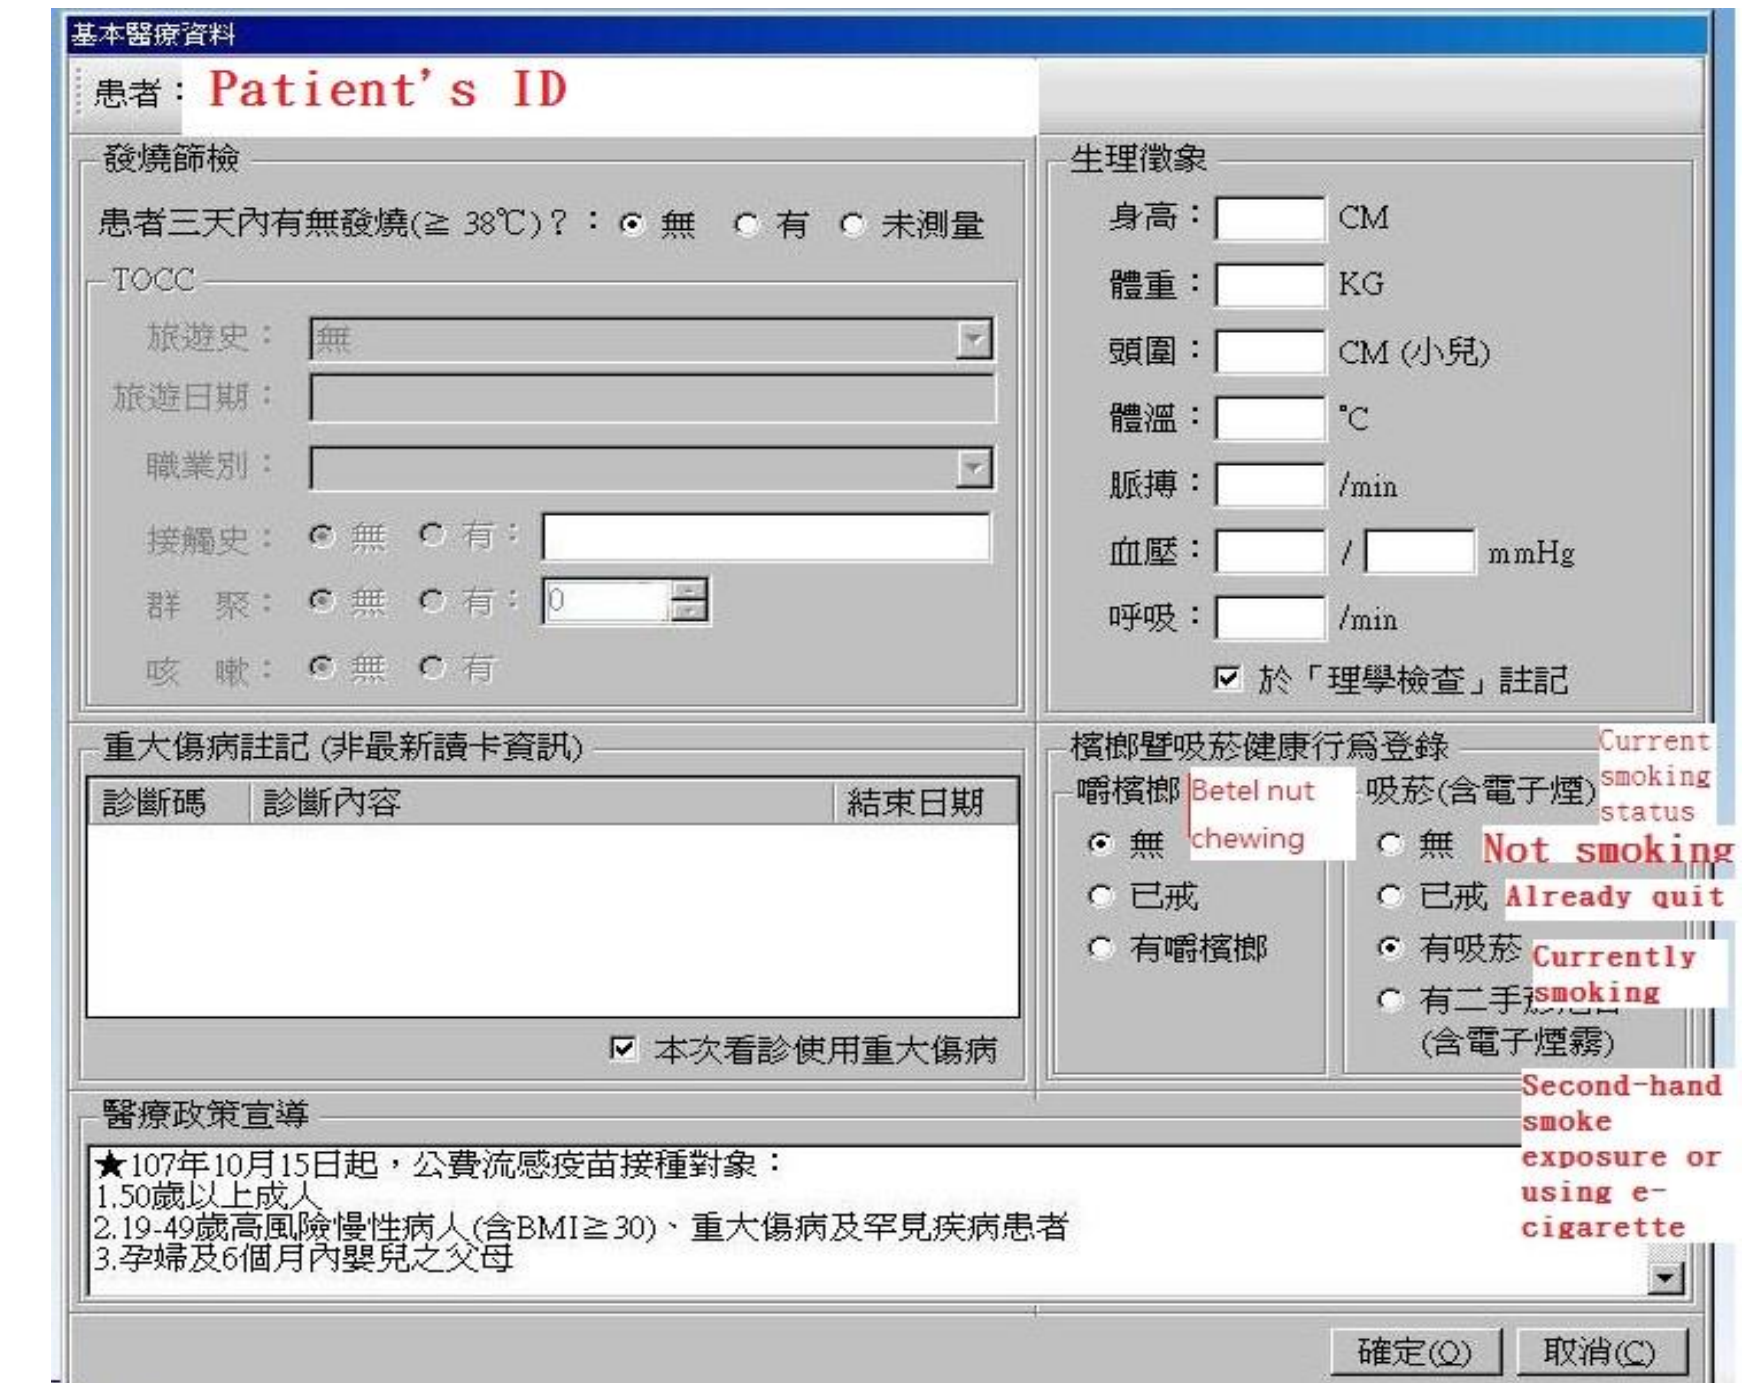 基本醫療資料
患者： Patient's ID
發燒篩檢
患者三天內有無發燒(≧ 38℃)？： 無 有 未測量
TOCC
旅遊史： 無
旅遊日期：
職業別：
接觸史： 無 有：
群 聚： 無 有： 0
咳 嗽： 無 有
生理徵象
身高： CM
體重： KG
頭圍： CM (小兒)
體溫： ℃
脈搏： /min
血壓： / mmHg
呼吸： /min
於「理學檢查」註記
重大傷病註記 (非最新讀卡資訊)
診斷碼 診斷內容 結束日期
本次看診使用重大傷病
檳榔暨吸菸健康行為登錄
嚼檳榔 Betel nut
chewing
無
已戒
有嚼檳榔
吸菸(含電子煙)
Current
smoking
status
無 Not smoking
已戒 Already quit
有吸菸 Currently
smoking
有二手菸
(含電子煙霧)
Second-hand
smoke
exposure or
using e-
cigarette
醫療政策宣導
★107年10月15日起，公費流感疫苗接種對象：
1.50歲以上成人
2.19-49歲高風險慢性病人(含BMI≧30)、重大傷病及罕見疾病患者
3.孕婦及6個月內嬰兒之父母
確定(O) 取消(C)